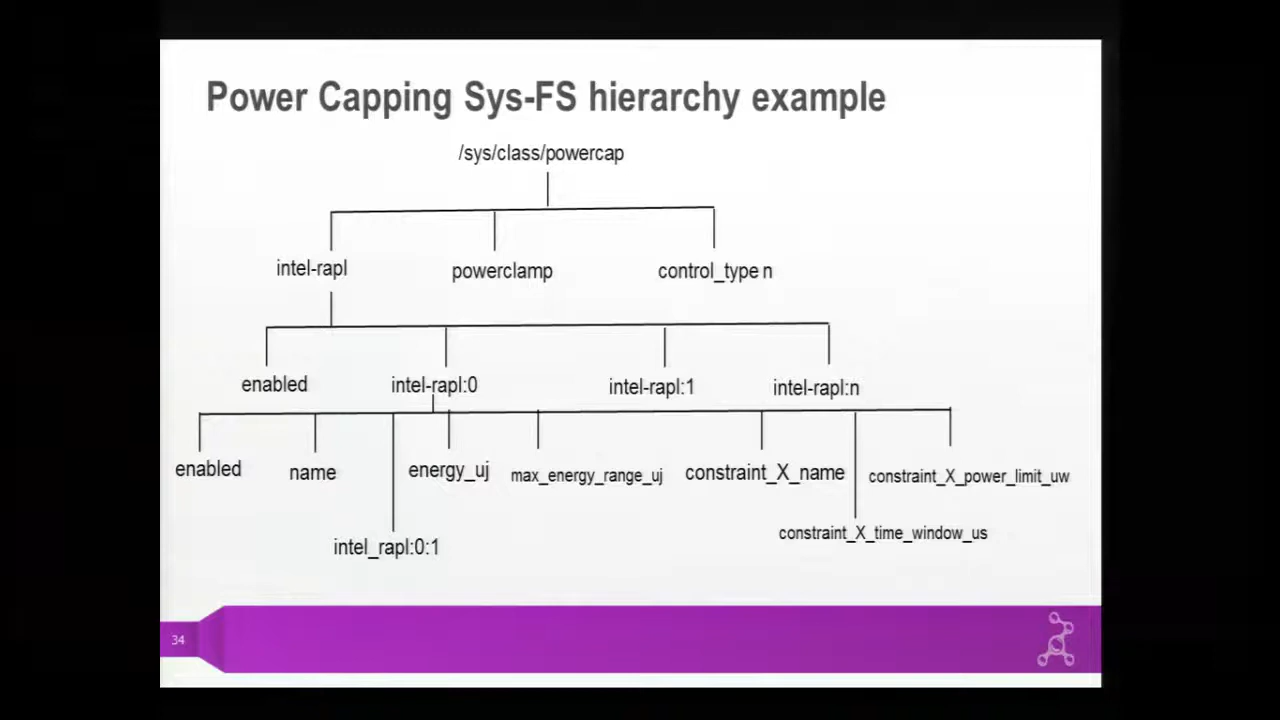 Power Capping Sys-FS hierarchy example
/sys/class/powercap
intel-rapl powerclamp control_type n
enabled intel-rapl:0 intel-rapl:1 intel-rapl:n
enabled name energy_uj max_energy_range_uj constraint_X_name constraint_X_power_limit_uw
constraint_X_time_window_us
intel_rapl:0:1
34